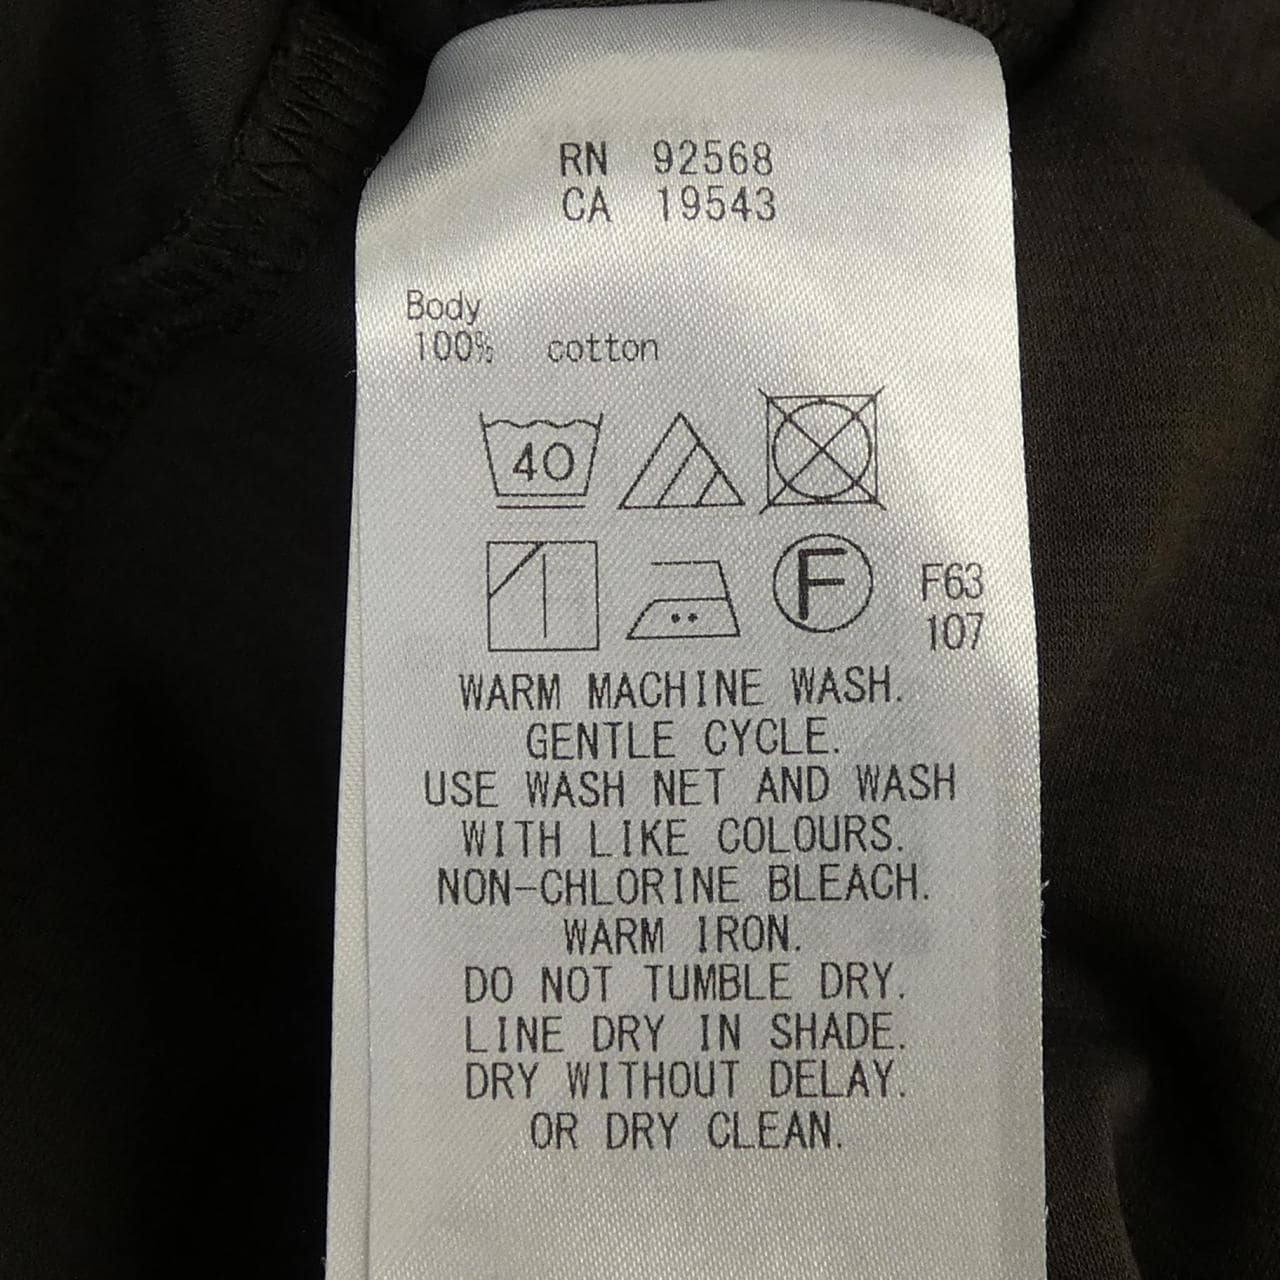 RN 92568
CA 19543
Body
100% cotton
40
F
F63
107
WARM MACHINE WASH.
GENTLE CYCLE.
USE WASH NET AND WASH
WITH LIKE COLOURS.
NON-CHLORINE BLEACH.
WARM IRON.
DO NOT TUMBLE DRY.
LINE DRY IN SHADE.
DRY WITHOUT DELAY.
OR DRY CLEAN.